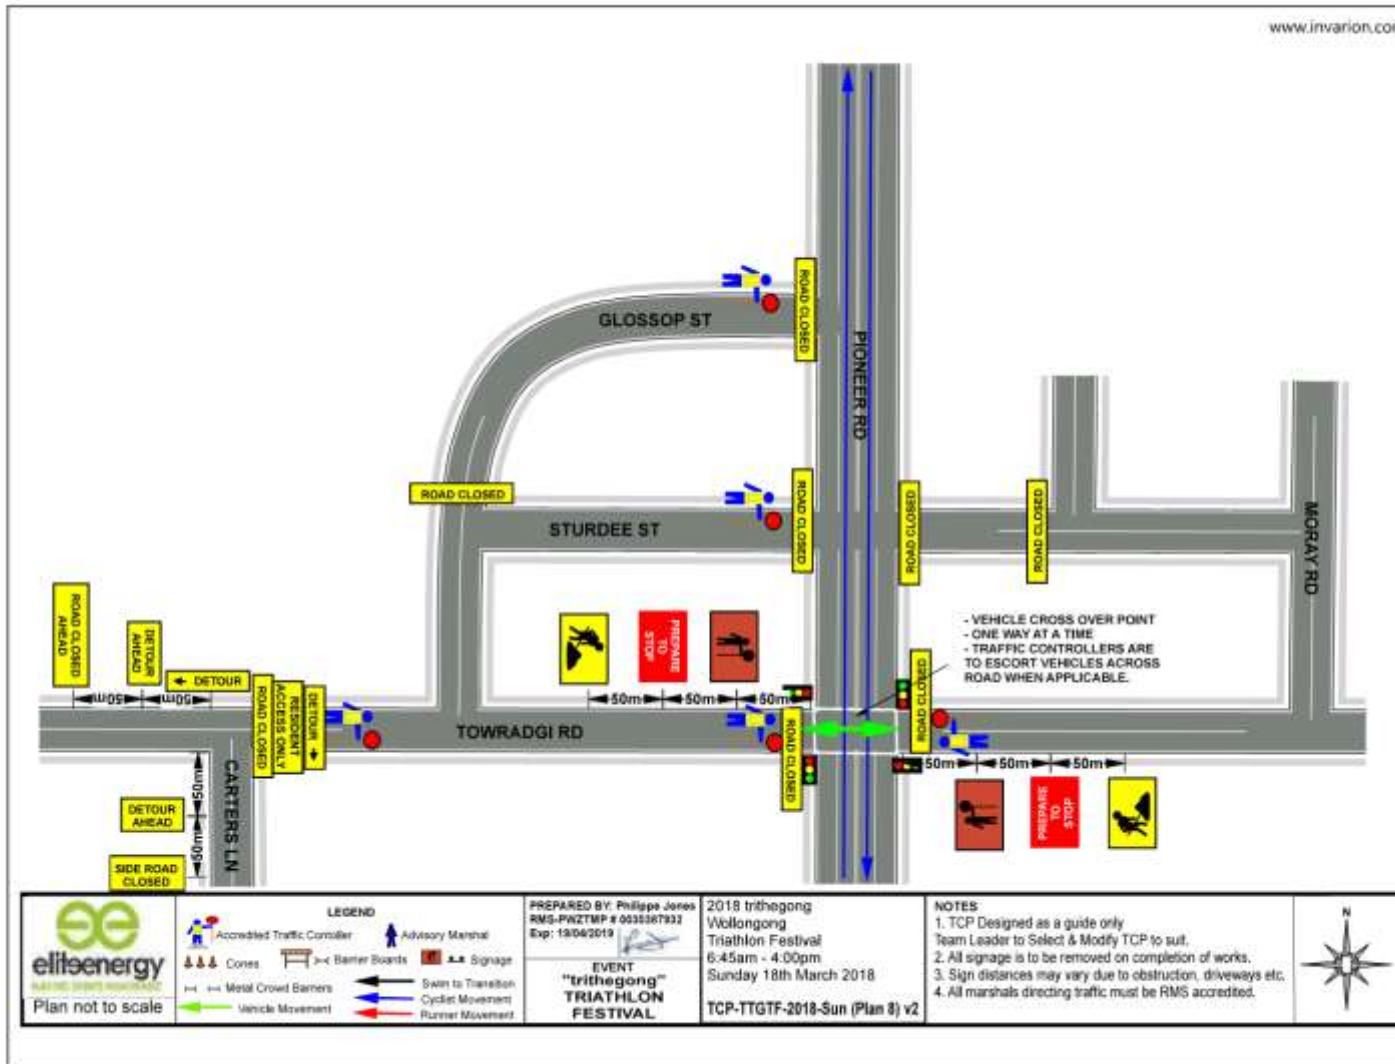 www.invarion.com
GLOSSOP ST
ROAD CLOSED
PIONEER RD
ROAD CLOSED
STURDEE ST
ROAD CLOSED
ROAD CLOSED
ROAD CLOSED
MORAY RD
- VEHICLE CROSS OVER POINT
- ONE WAY AT A TIME
- TRAFFIC CONTROLLERS ARE
TO ESCORT VEHICLES ACROSS
ROAD WHEN APPLICABLE.
ROAD CLOSED
AHEAD
DETOUR
AHEAD
← DETOUR
ROAD CLOSED
RESIDENT
ACCESS ONLY
DETOUR →
PREPARE
TO
STOP
50m
50m
50m
50m
50m
TOWRADGI RD
ROAD CLOSED
ROAD CLOSED
50m
50m
50m
PREPARE
TO
STOP
CARTERS LN
50m
50m
DETOUR
AHEAD
SIDE ROAD
CLOSED
eliteenergy
Plan not to scale
LEGEND
Accredited Traffic Contoller
Advisory Marshal
Cones
Barrier Boards
Signage
Metal Crowd Barriers
Swim to Transition
Cyclist Movement
Vehicle Movement
Runner Movement
PREPARED BY: Philippe Jones
RMS-PWZTMP # 0035367932
Exp: 19/04/2019
EVENT
"trithegong"
TRIATHLON
FESTIVAL
2018 trithegong
Wollongong
Triathlon Festival
6:45am - 4:00pm
Sunday 18th March 2018
TCP-TTGTF-2018-Sun (Plan 8) v2
NOTES
1. TCP Designed as a guide only
Team Leader to Select & Modify TCP to suit.
2. All signage is to be removed on completion of works.
3. Sign distances may vary due to obstruction, driveways etc.
4. All marshals directing traffic must be RMS accredited.
N